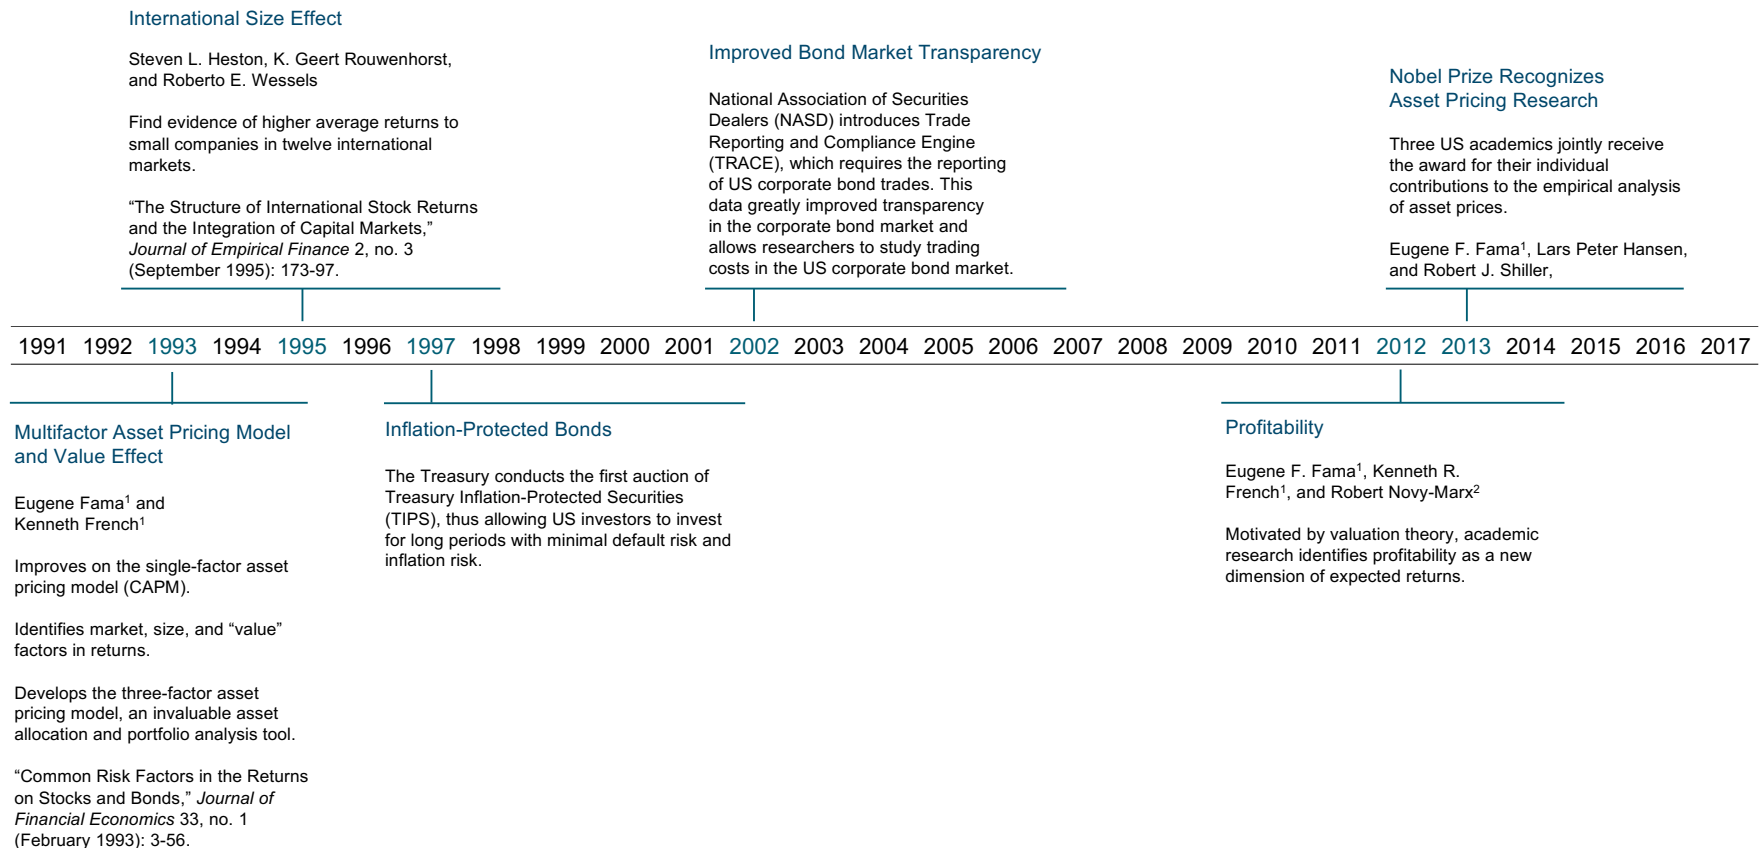 International Size Effect
Steven L. Heston, K. Geert Rouwenhorst,
and Roberto E. Wessels
Find evidence of higher average returns to
small companies in twelve international
markets.
“The Structure of International Stock Returns
and the Integration of Capital Markets,”
Journal of Empirical Finance 2, no. 3
(September 1995): 173-97.
Improved Bond Market Transparency
National Association of Securities
Dealers (NASD) introduces Trade
Reporting and Compliance Engine
(TRACE), which requires the reporting
of US corporate bond trades. This
data greatly improved transparency
in the corporate bond market and
allows researchers to study trading
costs in the US corporate bond market.
Nobel Prize Recognizes
Asset Pricing Research
Three US academics jointly receive
the award for their individual
contributions to the empirical analysis
of asset prices.
Eugene F. Fama¹, Lars Peter Hansen,
and Robert J. Shiller,
1991 1992 1993 1994 1995 1996 1997 1998 1999 2000 2001 2002 2003 2004 2005 2006 2007 2008 2009 2010 2011 2012 2013 2014 2015 2016 2017
Multifactor Asset Pricing Model
and Value Effect
Eugene Fama¹ and
Kenneth French¹
Improves on the single-factor asset
pricing model (CAPM).
Identifies market, size, and “value”
factors in returns.
Develops the three-factor asset
pricing model, an invaluable asset
allocation and portfolio analysis tool.
“Common Risk Factors in the Returns
on Stocks and Bonds,” Journal of
Financial Economics 33, no. 1
(February 1993): 3-56.
Inflation-Protected Bonds
The Treasury conducts the first auction of
Treasury Inflation-Protected Securities
(TIPS), thus allowing US investors to invest
for long periods with minimal default risk and
inflation risk.
Profitability
Eugene F. Fama¹, Kenneth R.
French¹, and Robert Novy-Marx²
Motivated by valuation theory, academic
research identifies profitability as a new
dimension of expected returns.